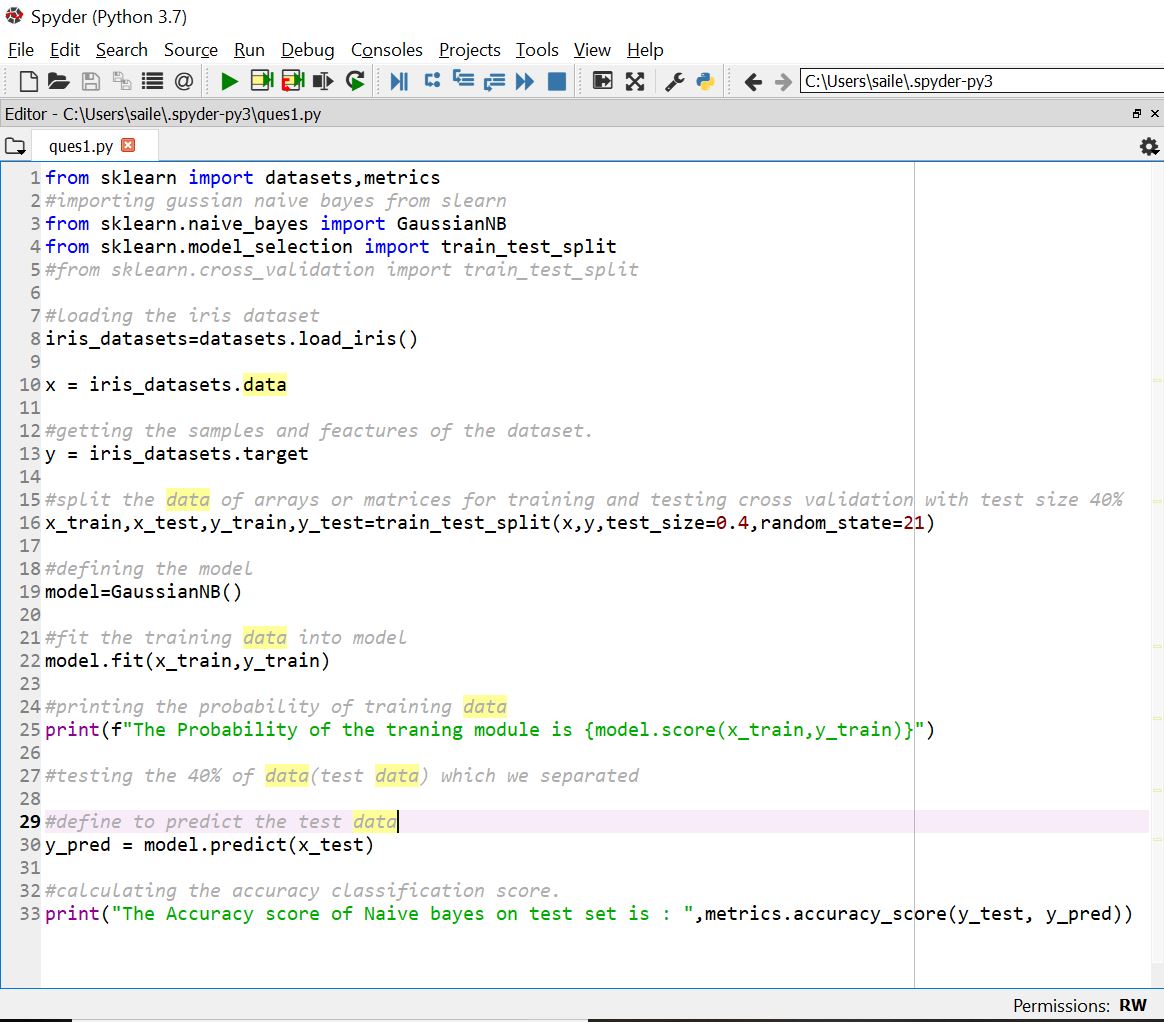 Spyder (Python 3.7)
File Edit Search Source Run Debug Consoles Projects Tools View Help
C:\Users\saile\.spyder-py3
Editor - C:\Users\saile\.spyder-py3\ques1.py
ques1.py
1 from sklearn import datasets,metrics
2 #importing gussian naive bayes from slearn
3 from sklearn.naive_bayes import GaussianNB
4 from sklearn.model_selection import train_test_split
5 #from sklearn.cross_validation import train_test_split
6
7 #loading the iris dataset
8 iris_datasets=datasets.load_iris()
9
10 x = iris_datasets.data
11
12 #getting the samples and feactures of the dataset.
13 y = iris_datasets.target
14
15 #split the data of arrays or matrices for training and testing cross validation with test size 40%
16 x_train,x_test,y_train,y_test=train_test_split(x,y,test_size=0.4,random_state=21)
17
18 #defining the model
19 model=GaussianNB()
20
21 #fit the training data into model
22 model.fit(x_train,y_train)
23
24 #printing the probability of training data
25 print(f"The Probability of the traning module is {model.score(x_train,y_train)}")
26
27 #testing the 40% of data(test data) which we separated
28
29 #define to predict the test data
30 y_pred = model.predict(x_test)
31
32 #calculating the accuracy classification score.
33 print("The Accuracy score of Naive bayes on test set is : ",metrics.accuracy_score(y_test, y_pred))
Permissions: RW